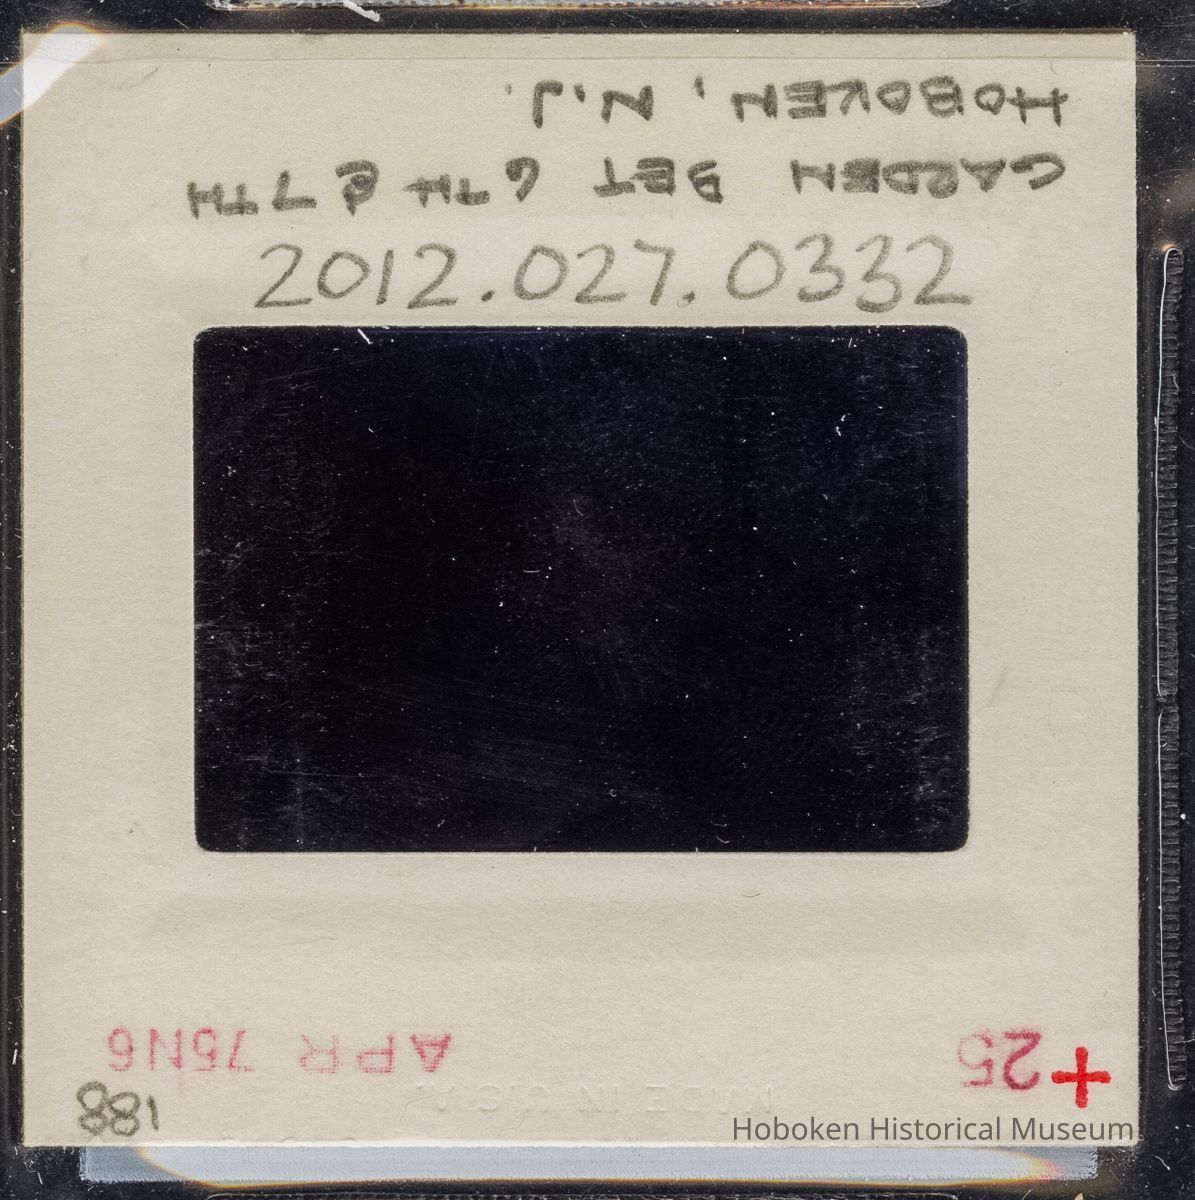 HOBOKEN, N.J.
GARDEN BET 6TH & 7TH
2012.027.0332
APR 75N6
25 +
188
MADE IN U.S.A.
Hoboken Historical Museum